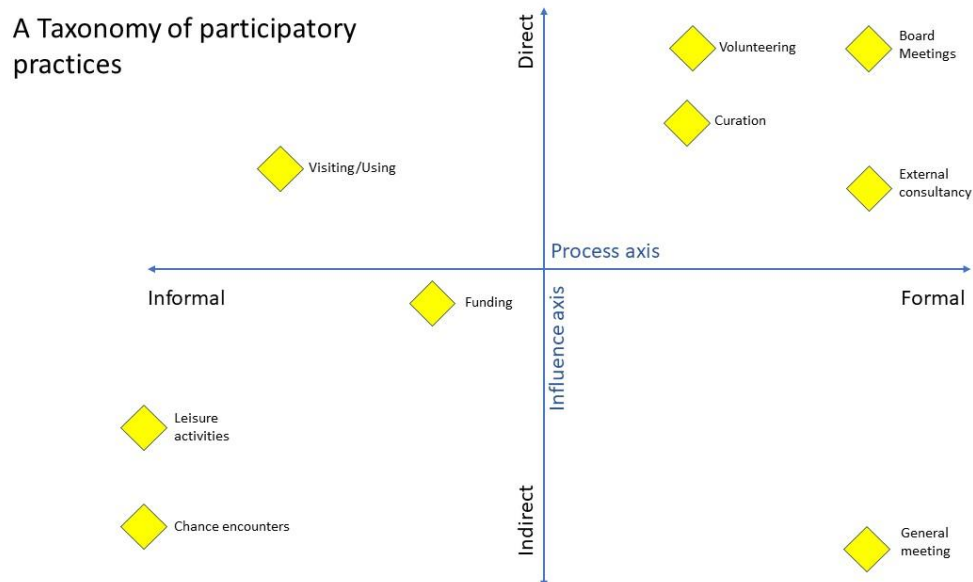 A Taxonomy of participatory
practices
Direct
Volunteering
Board
Meetings
Curation
Visiting/Using
External
consultancy
Process axis
Informal
Formal
Funding
Influence axis
Leisure
activities
Indirect
Chance encounters
General
meeting